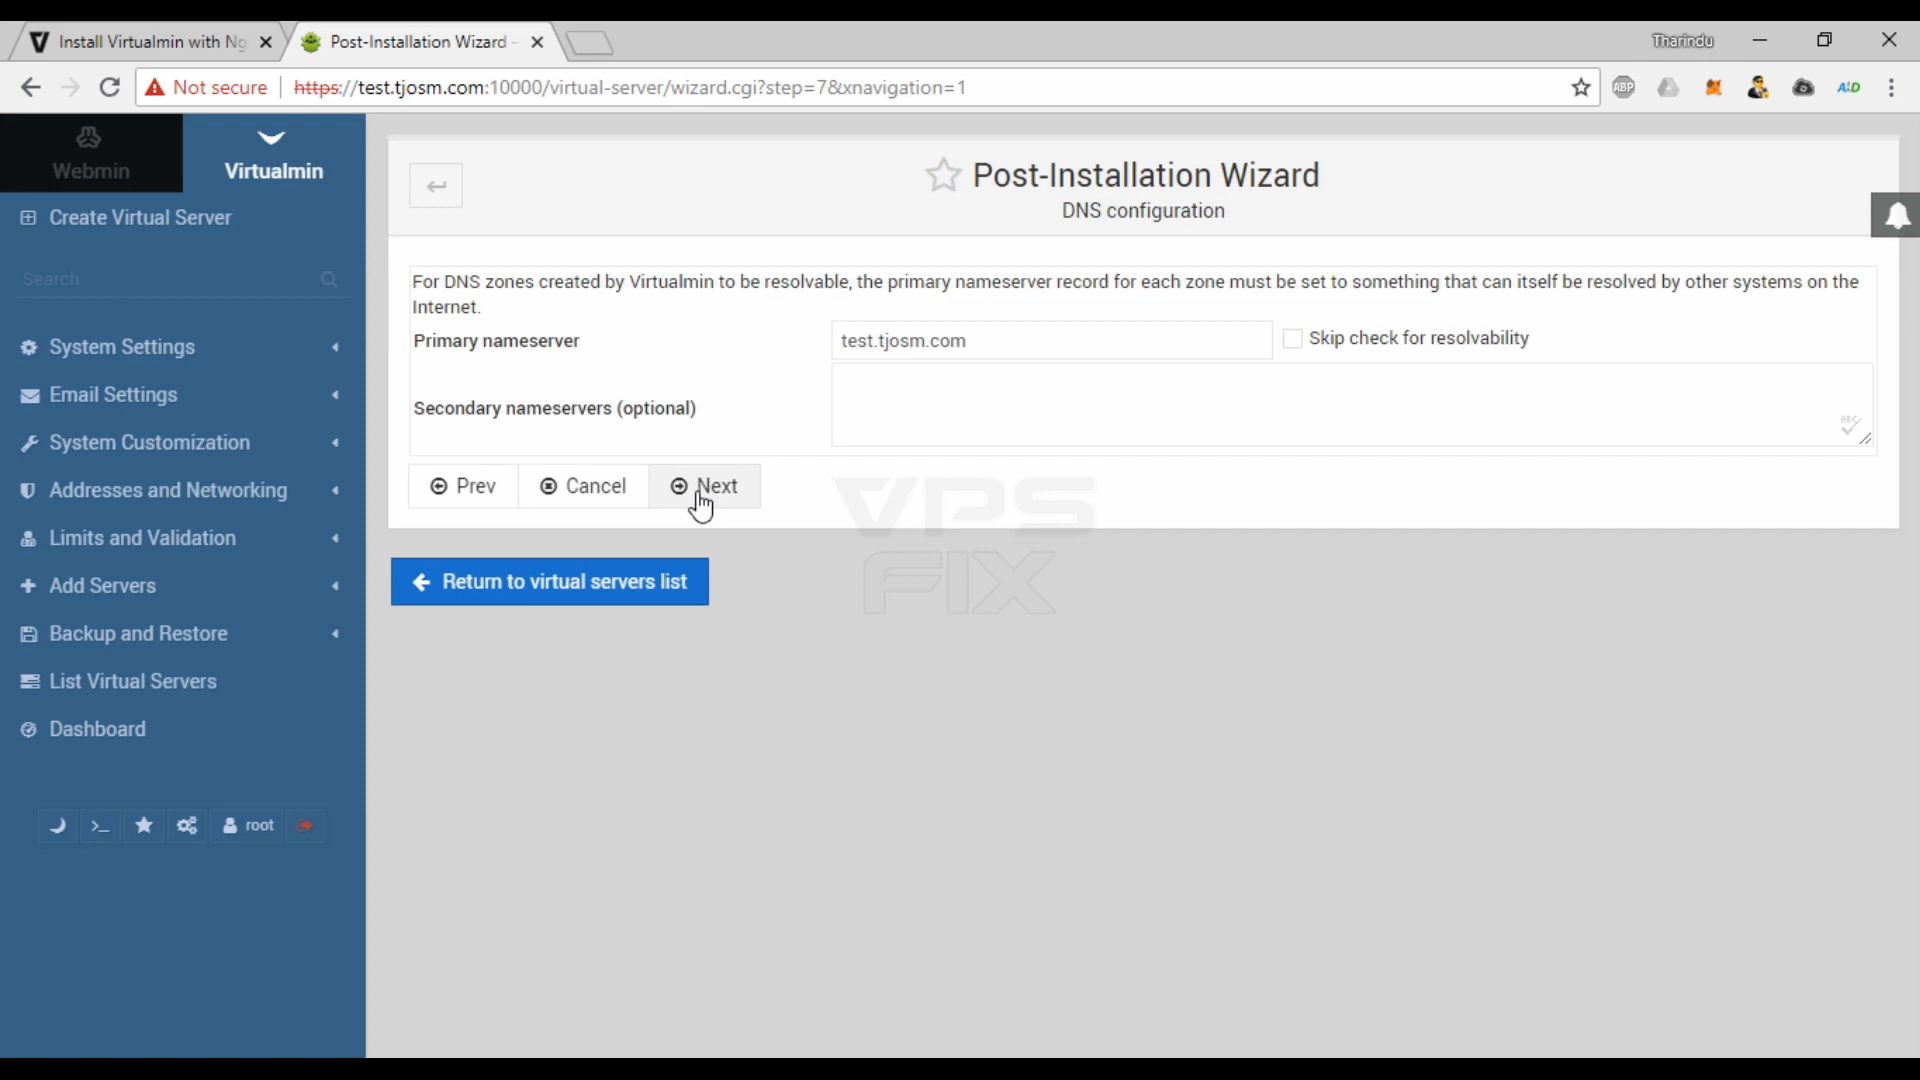 Install Virtualmin with Ng
Post-Installation Wizard -
Tharindu
Not secure
https://test.tjosm.com:10000/virtual-server/wizard.cgi?step=7&xnavigation=1
ABP
A!D
Webmin
Virtualmin
Create Virtual Server
Search
System Settings
Email Settings
System Customization
Addresses and Networking
Limits and Validation
Add Servers
Backup and Restore
List Virtual Servers
Dashboard
root
Post-Installation Wizard
DNS configuration
For DNS zones created by Virtualmin to be resolvable, the primary nameserver record for each zone must be set to something that can itself be resolved by other systems on the
Internet.
Primary nameserver
test.tjosm.com
Skip check for resolvability
Secondary nameservers (optional)
ABC
Prev
Cancel
Next
VPS
FIX
Return to virtual servers list